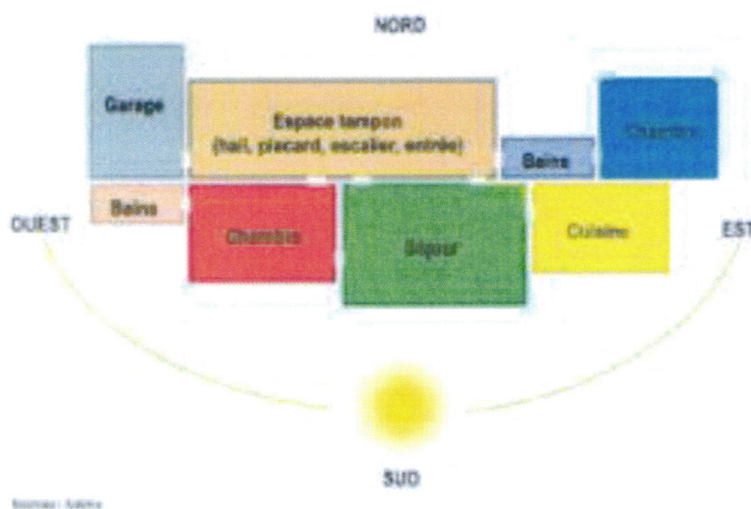 NORD
Garage
Espace tampon
(hall, placard, escalier, entrée)
Bains
Chambre
OUEST
Bains
Chambre
Séjour
Cuisine
EST
SUD